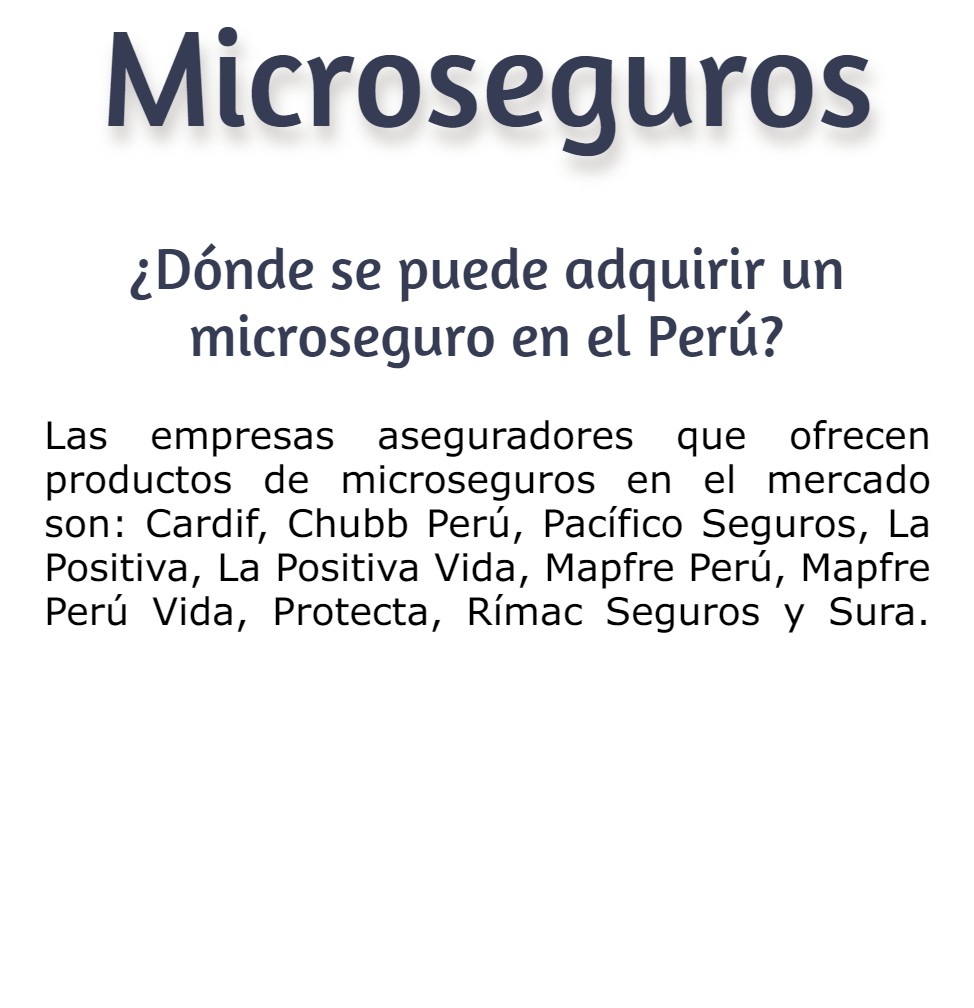 Microseguros
¿Dónde se puede adquirir un
microseguro en el Perú?
Las empresas aseguradores que ofrecen
productos de microseguros en el mercado
son: Cardif, Chubb Perú, Pacífico Seguros, La
Positiva, La Positiva Vida, Mapfre Perú, Mapfre
Perú Vida, Protecta, Rímac Seguros y Sura.